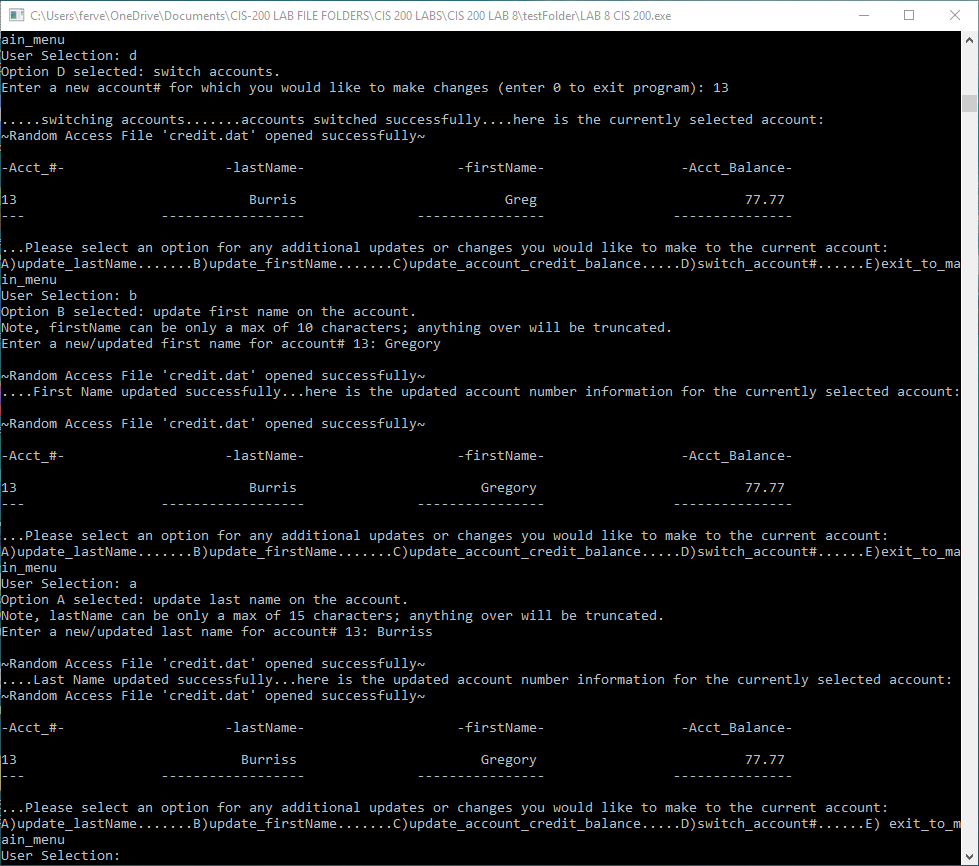 C:\Users\ferve\OneDrive\Documents\CIS-200 LAB FILE FOLDERS\CIS 200 LABS\CIS 200 LAB 8\testFolder\LAB 8 CIS 200.exe
ain_menu
User Selection: d
Option D selected: switch accounts.
Enter a new account# for which you would like to make changes (enter 0 to exit program): 13
.....switching accounts.......accounts switched successfully....here is the currently selected account:
~Random Access File 'credit.dat' opened successfully~
-Acct_#- -lastName- -firstName- -Acct_Balance-
13 Burris Greg 77.77
--- ------------------ ---------------- ---------------
...Please select an option for any additional updates or changes you would like to make to the current account:
A)update_lastName.......B)update_firstName.......C)update_account_credit_balance.....D)switch_account#......E)exit_to_ma
in_menu
User Selection: b
Option B selected: update first name on the account.
Note, firstName can be only a max of 10 characters; anything over will be truncated.
Enter a new/updated first name for account# 13: Gregory
~Random Access File 'credit.dat' opened successfully~
....First Name updated successfully...here is the updated account number information for the currently selected account:
~Random Access File 'credit.dat' opened successfully~
-Acct_#- -lastName- -firstName- -Acct_Balance-
13 Burris Gregory 77.77
--- ------------------ ---------------- ---------------
...Please select an option for any additional updates or changes you would like to make to the current account:
A)update_lastName.......B)update_firstName.......C)update_account_credit_balance.....D)switch_account#......E)exit_to_ma
in_menu
User Selection: a
Option A selected: update last name on the account.
Note, lastName can be only a max of 15 characters; anything over will be truncated.
Enter a new/updated last name for account# 13: Burriss
~Random Access File 'credit.dat' opened successfully~
....Last Name updated successfully...here is the updated account number information for the currently selected account:
~Random Access File 'credit.dat' opened successfully~
-Acct_#- -lastName- -firstName- -Acct_Balance-
13 Burriss Gregory 77.77
--- ------------------ ---------------- ---------------
...Please select an option for any additional updates or changes you would like to make to the current account:
A)update_lastName.......B)update_firstName.......C)update_account_credit_balance.....D)switch_account#......E) exit_to_m
ain_menu
User Selection: